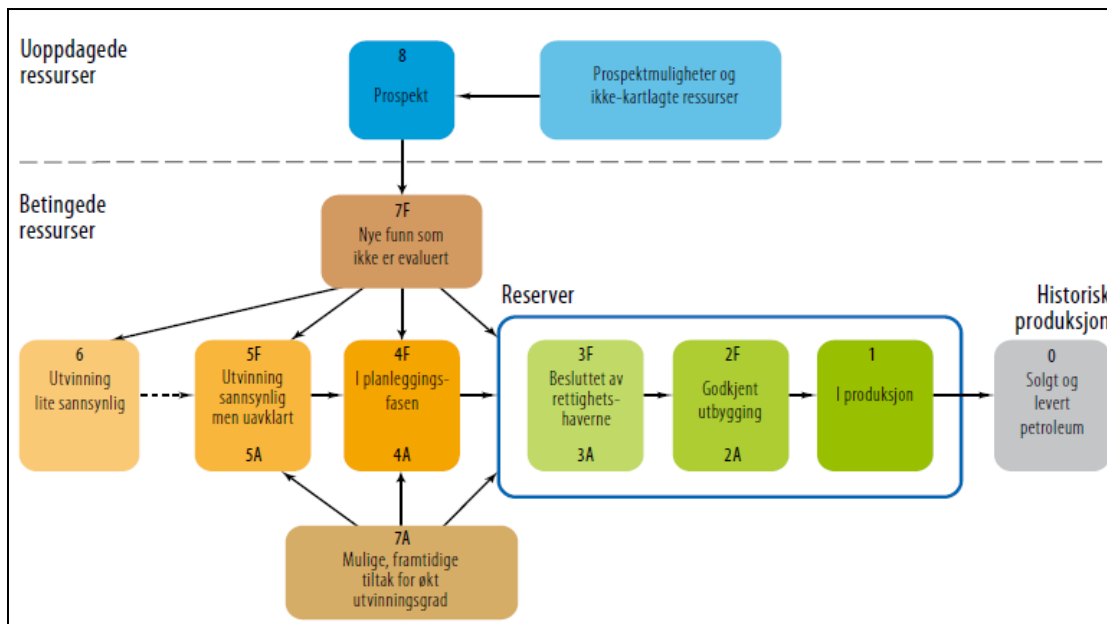 Uoppdagede
ressurser
8
Prospekt
Prospektmuligheter og
ikke-kartlagte ressurser
Betingede
ressurser
7F
Nye funn som
ikke er evaluert
Reserver
Historisk
produksjon
6
Utvinning
lite sannsynlig
5F
Utvinning
sannsynlig
men uavklart
5A
4F
I planleggings-
fasen
4A
3F
Besluttet av
rettighets-
haverne
3A
2F
Godkjent
utbygging
2A
1
I produksjon
0
Solgt og
levert
petroleum
7A
Mulige, framtidige
tiltak for økt
utvinningsgrad